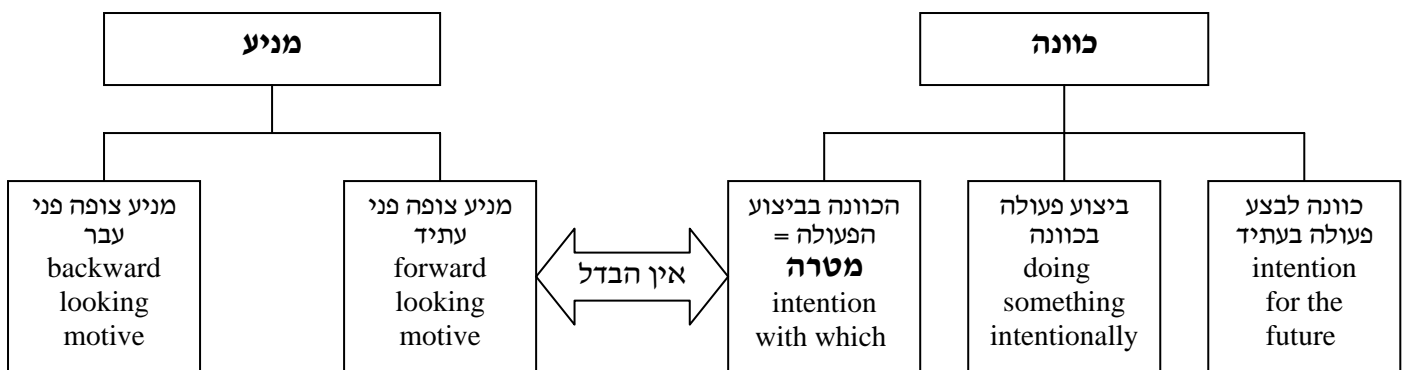 כוונה
מניע
כוונה לבצע
פעולה בעתיד
intention
for the
future
ביצוע פעולה
בכוונה
doing
something
intentionally
הכוונה בביצוע
הפעולה =
מטרה
intention
with which
אין הבדל
מניע צופה פני
עתיד
forward
looking
motive
מניע צופה פני
עבר
backward
looking
motive